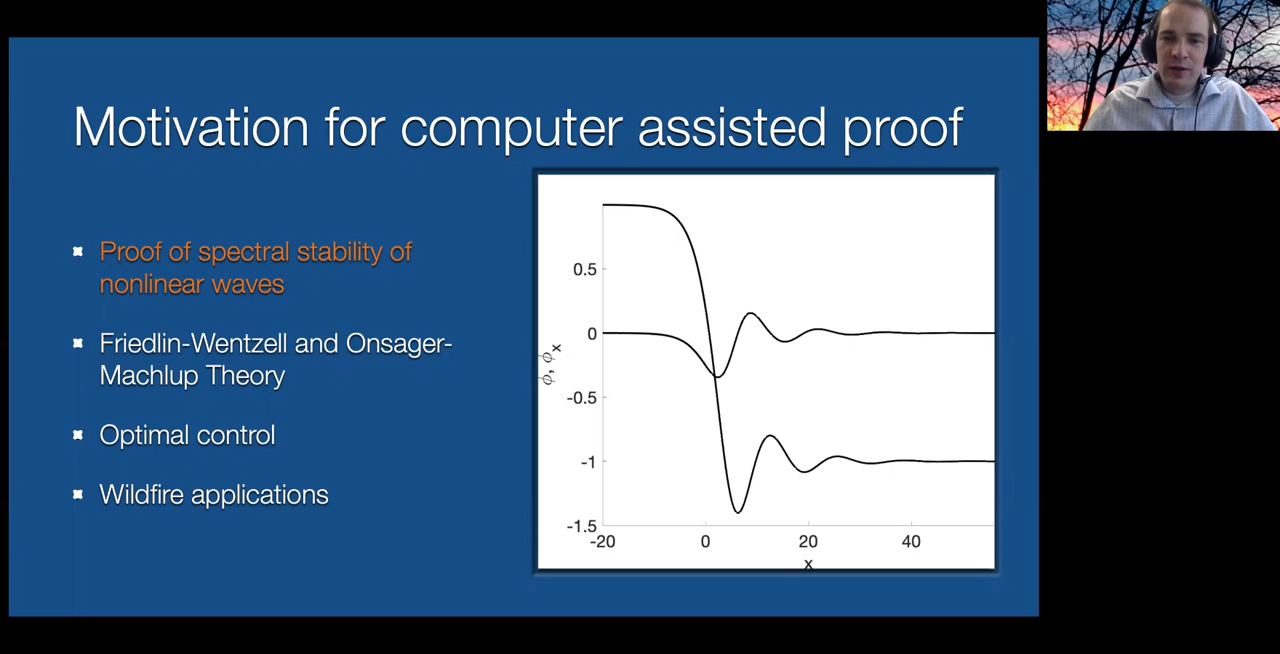 Motivation for computer assisted proof
Proof of spectral stability of
nonlinear waves
Friedlin-Wentzell and Onsager-
Machlup Theory
Optimal control
Wildfire applications
0.5
0
-0.5
-1
-1.5
ϕ, ϕx
-20
0
20
40
x